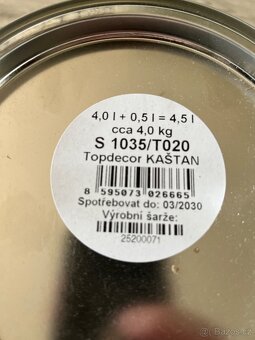 4,0 l + 0,5 l = 4,5 l
cca 4,0 kg
S 1035/T020
Topdecor KAŠTAN
8 595073 026665
Spotřebovat do: 03/2030
Výrobní šarže:
25200071